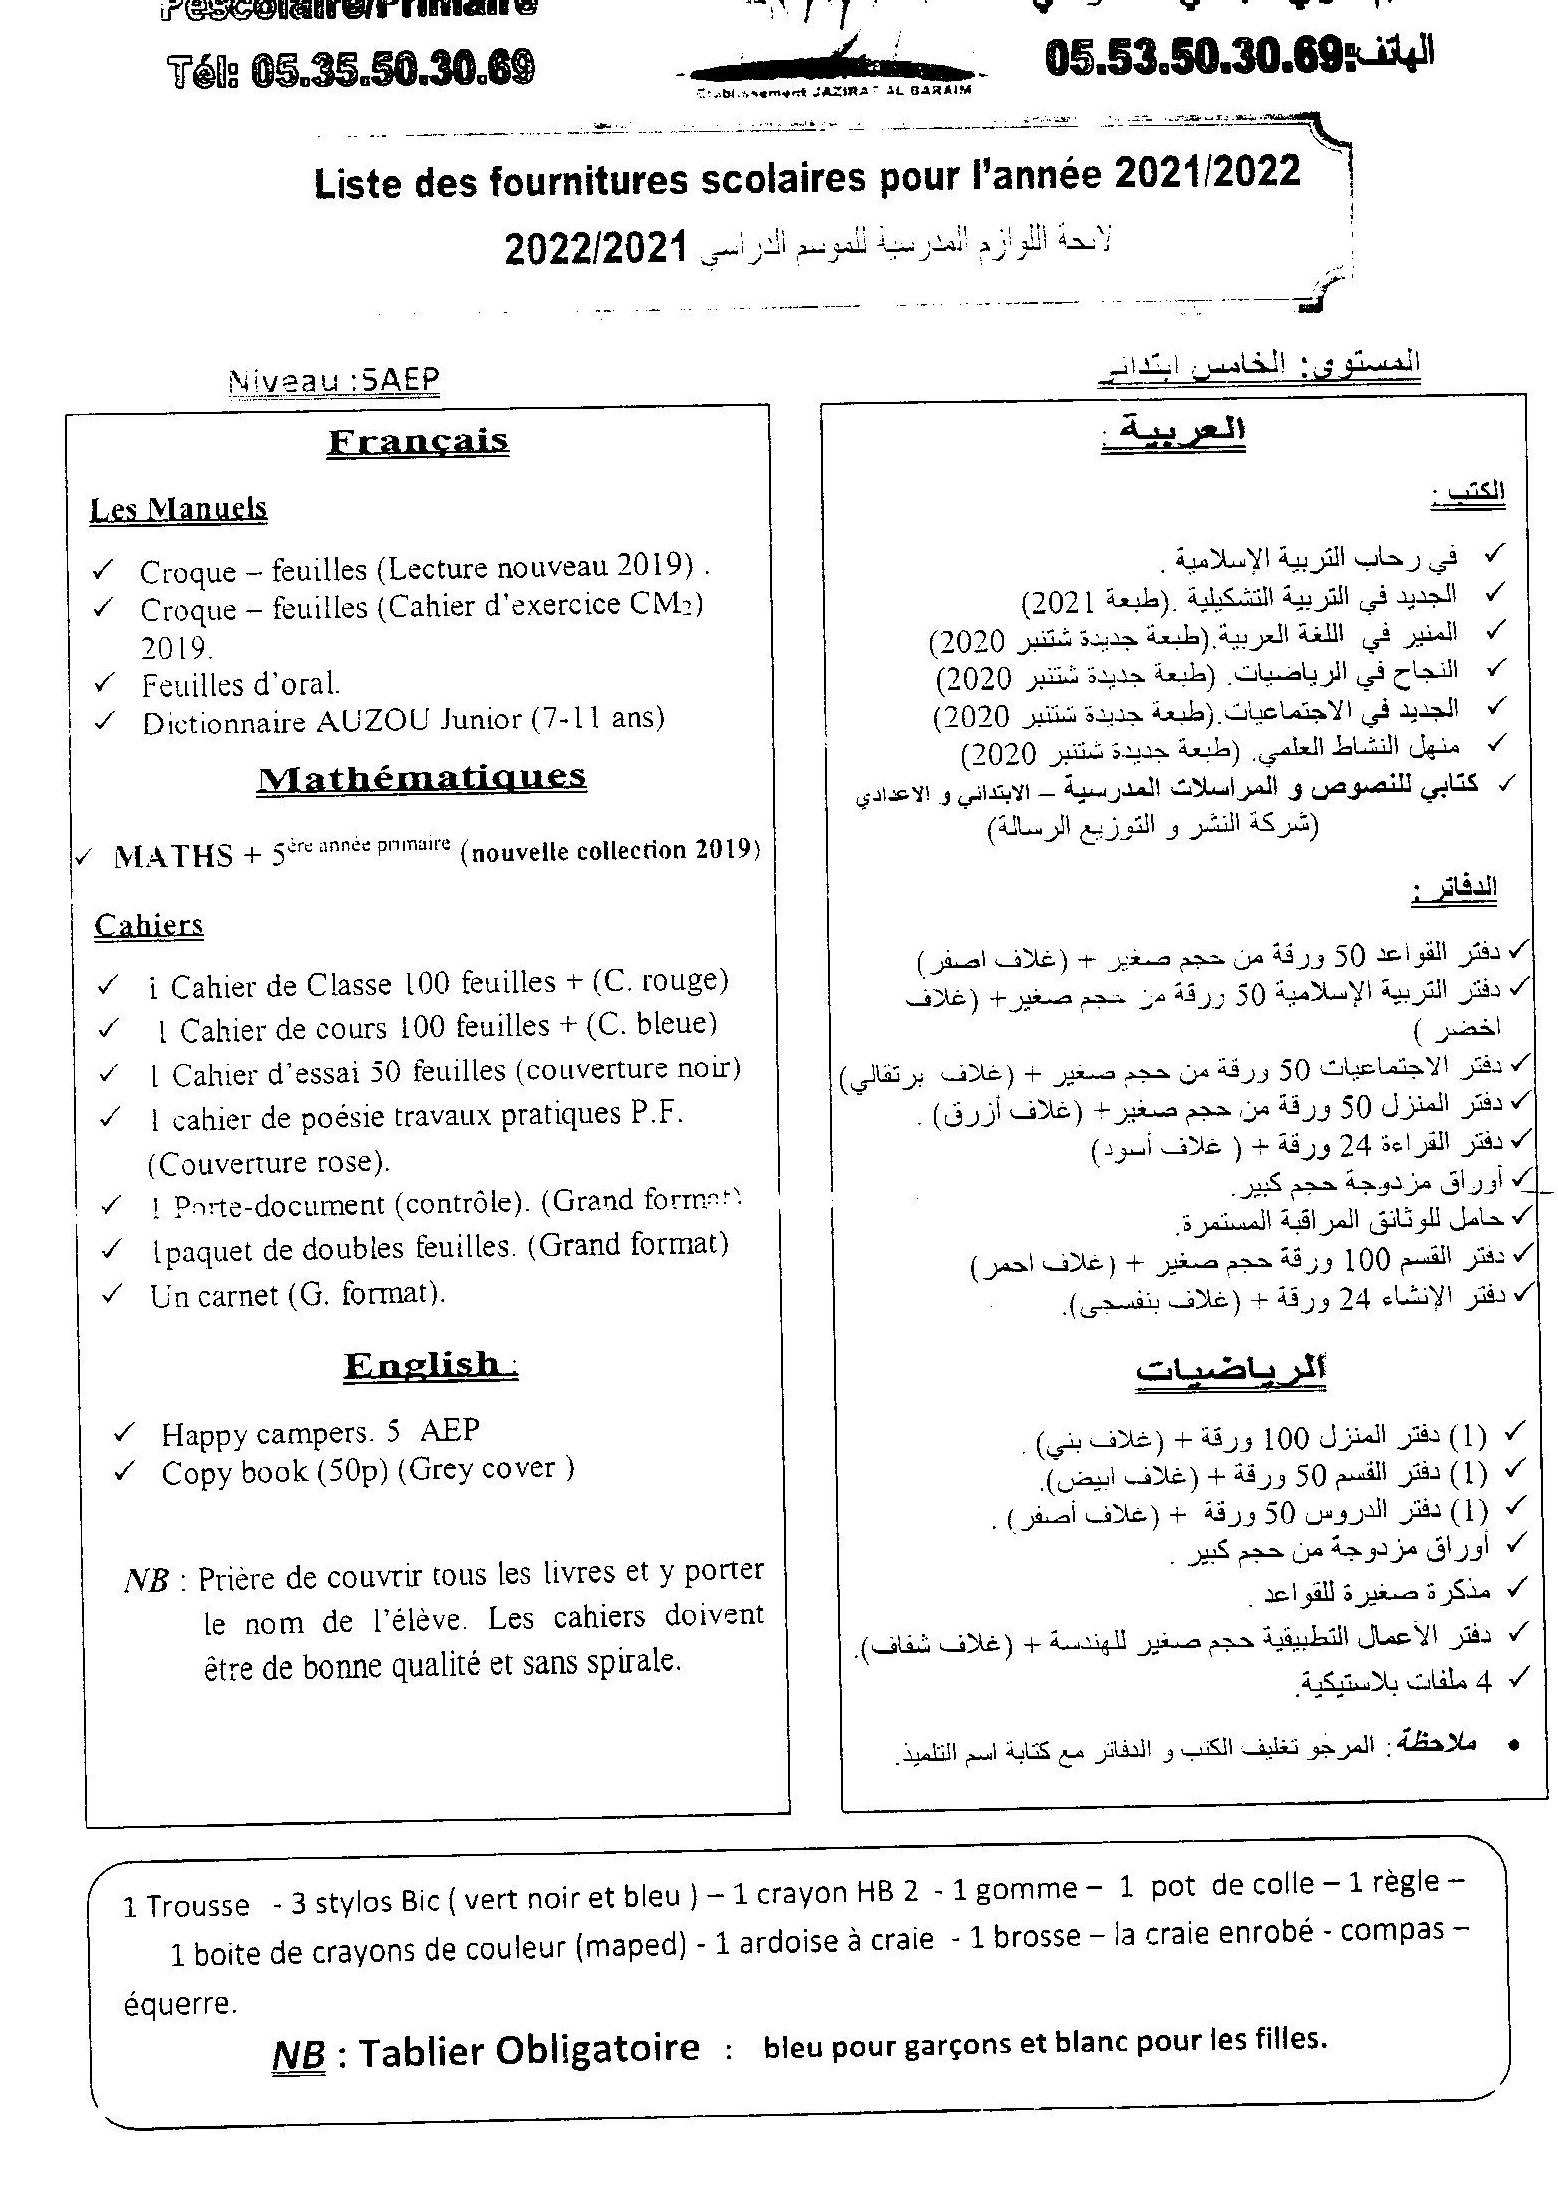 Préscolaire/Primaire
Tél: 05.35.50.30.69
الهاتف:05.53.50.30.69
Etablissement JAZIRAT AL BARAIM
Liste des fournitures scolaires pour l'année 2021/2022
لائحة اللوازم المدرسية للموسم الدراسي 2022/2021
Niveau :5AEP
Français
Les Manuels
✓ Croque – feuilles (Lecture nouveau 2019) .
✓ Croque – feuilles (Cahier d'exercice CM2)
2019.
✓ Feuilles d'oral.
✓ Dictionnaire AUZOU Junior (7-11 ans)
Mathématiques
✓ MATHS + 5ère année primaire (nouvelle collection 2019)
Cahiers
✓ 1 Cahier de Classe 100 feuilles + (C. rouge)
✓ 1 Cahier de cours 100 feuilles + (C. bleue)
✓ 1 Cahier d'essai 50 feuilles (couverture noir)
✓ 1 cahier de poésie travaux pratiques P.F.
(Couverture rose).
✓ 1 Porte-document (contrôle). (Grand format)
✓ 1paquet de doubles feuilles. (Grand format)
✓ Un carnet (G. format).
English :
✓ Happy campers. 5 AEP
✓ Copy book (50p) (Grey cover )
NB : Prière de couvrir tous les livres et y porter
le nom de l'élève. Les cahiers doivent
être de bonne qualité et sans spirale.
المستوى: الخامس ابتدائي
العربية :
الكتب :
✓ في رحاب التربية الإسلامية .
✓ الجديد في التربية التشكيلية .(طبعة 2021)
✓ المنير في اللغة العربية.(طبعة جديدة شتنبر 2020)
✓ النجاح في الرياضيات. (طبعة جديدة شتنبر 2020)
✓ الجديد في الاجتماعيات.(طبعة جديدة شتنبر 2020)
✓ منهل النشاط العلمي. (طبعة جديدة شتنبر 2020)
✓ كتابي للنصوص و المراسلات المدرسية – الابتدائي و الاعدادي
(شركة النشر و التوزيع الرسالة)
الدفاتر :
✓ دفتر القواعد 50 ورقة من حجم صغير + (غلاف اصفر)
✓ دفتر التربية الإسلامية 50 ورقة من حجم صغير+ (غلاف
اخضر )
✓ دفتر الاجتماعيات 50 ورقة من حجم صغير + (غلاف برتقالي)
✓ دفتر المنزل 50 ورقة من حجم صغير+ (غلاف أزرق) .
✓ دفتر القراءة 24 ورقة + ( غلاف أسود)
✓ أوراق مزدوجة حجم كبير.
✓ حامل للوثائق المراقبة المستمرة.
✓ دفتر القسم 100 ورقة حجم صغير + (غلاف احمر)
✓ دفتر الإنشاء 24 ورقة + (غلاف بنفسجي).
الرياضيات
✓ (1) دفتر المنزل 100 ورقة + (غلاف بني) .
✓ (1) دفتر القسم 50 ورقة + (غلاف ابيض).
✓ (1) دفتر الدروس 50 ورقة + (غلاف أصفر) .
✓ أوراق مزدوجة من حجم كبير .
✓ مذكرة صغيرة للقواعد .
✓ دفتر الأعمال التطبيقية حجم صغير للهندسة + (غلاف شفاف).
✓ 4 ملفات بلاستيكية.
• ملاحظة : المرجو تغليف الكتب و الدفاتر مع كتابة اسم التلميذ.
1 Trousse - 3 stylos Bic ( vert noir et bleu ) – 1 crayon HB 2 - 1 gomme – 1 pot de colle – 1 règle –
1 boite de crayons de couleur (maped) - 1 ardoise à craie - 1 brosse – la craie enrobé - compas –
équerre.
NB : Tablier Obligatoire : bleu pour garçons et blanc pour les filles.